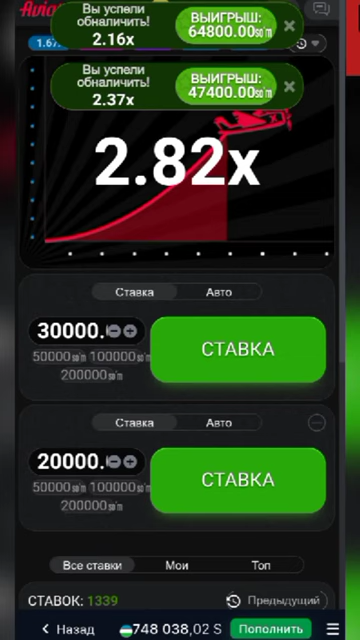 Вы успели
обналичить!
2.16x
ВЫИГРЫШ:
64800.00so'm
Вы успели
обналичить!
2.37x
ВЫИГРЫШ:
47400.00so'm
2.82x
Ставка Авто
30000.
50000so'm 100000so'm
200000so'm
СТАВКА
Ставка Авто
20000.
50000so'm 100000so'm
200000so'm
СТАВКА
Все ставки Мои Топ
СТАВОК: 1339
Предыдущий
Назад
748 038,02 S
Пополнить